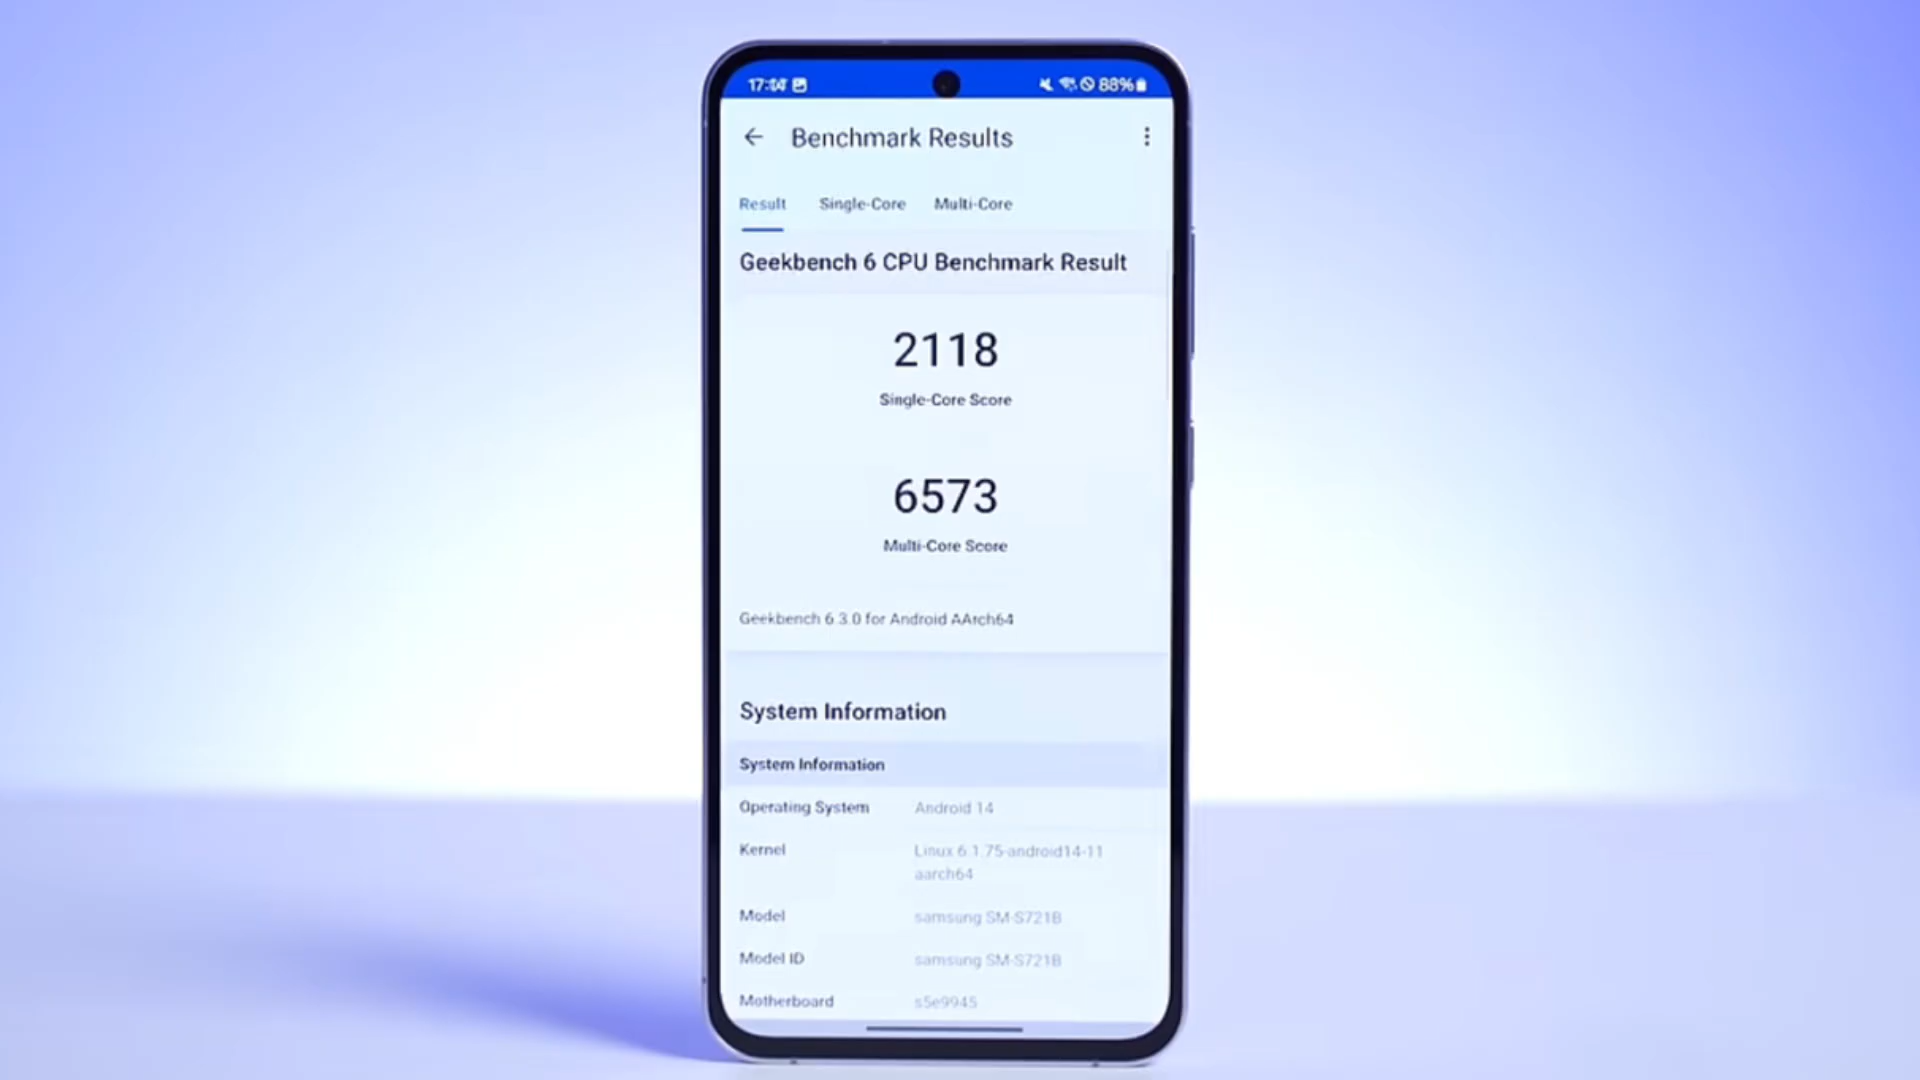 17:04
88%
Benchmark Results
Result Single-Core Multi-Core
Geekbench 6 CPU Benchmark Result
2118
Single-Core Score
6573
Multi-Core Score
Geekbench 6.3.0 for Android AArch64
System Information
System Information
Operating System Android 14
Kernel Linux 6.1.75-android14-11
aarch64
Model samsung SM-S721B
Model ID samsung SM-S721B
Motherboard s5e9945